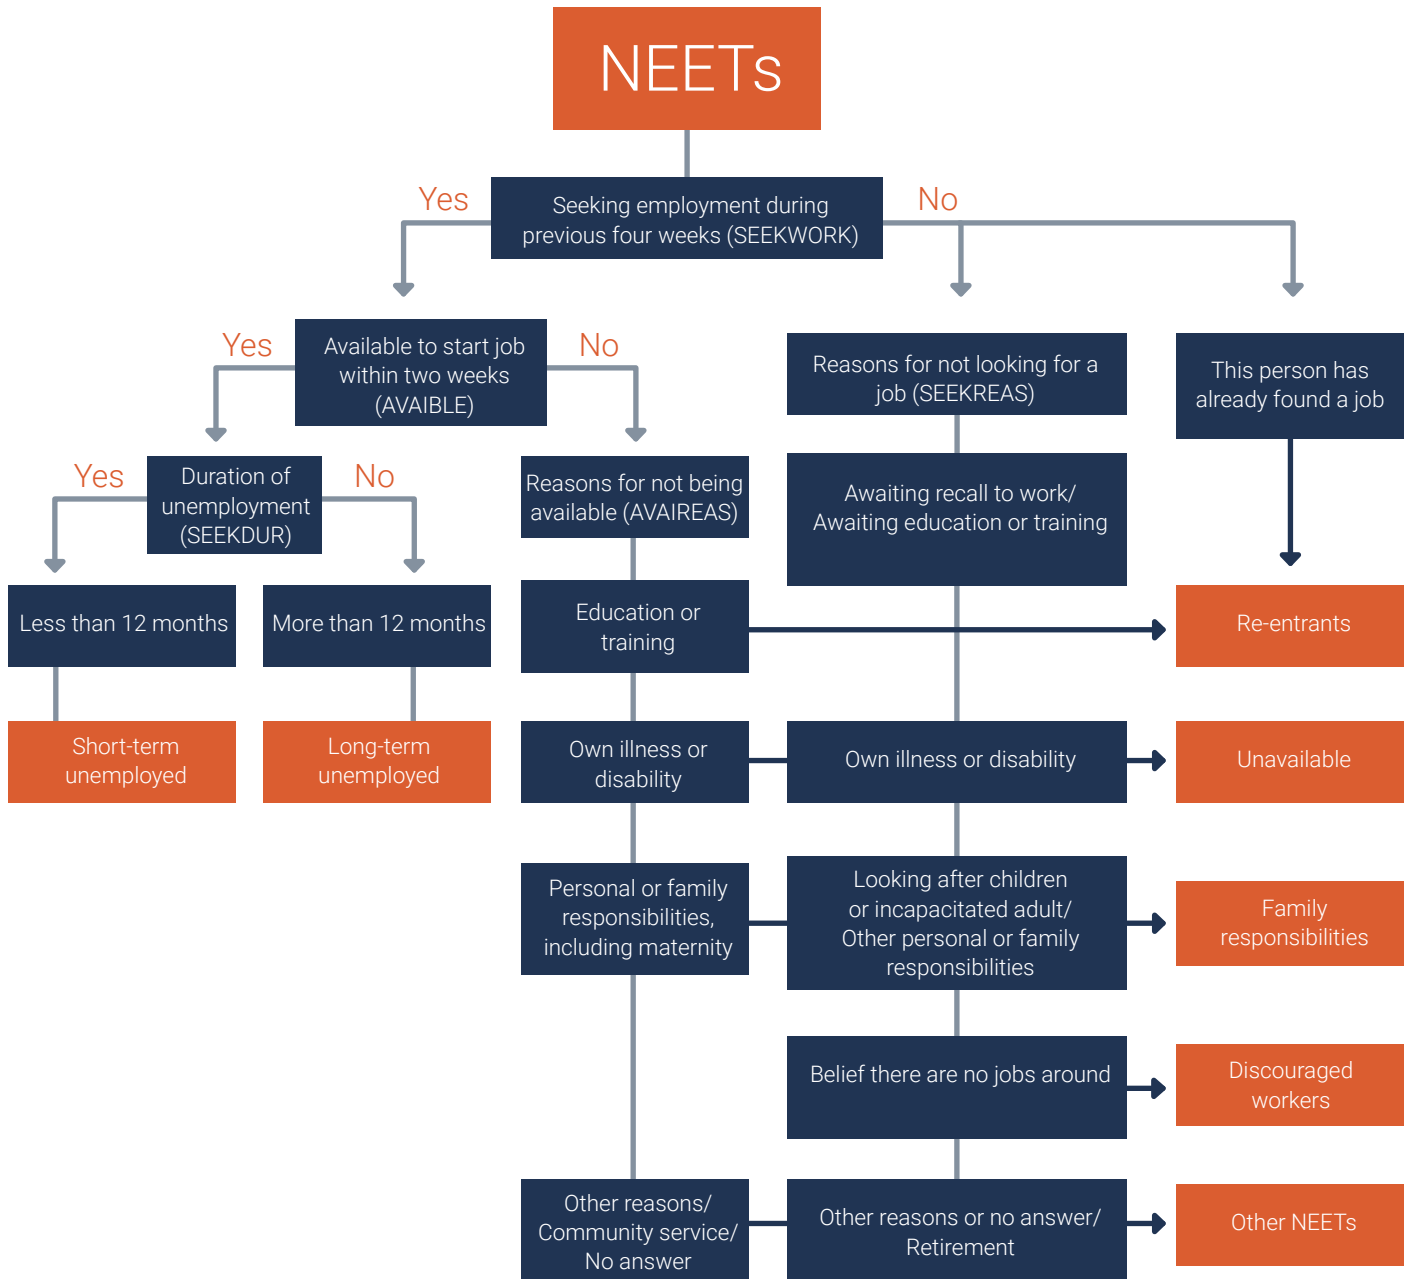 NEETs
Yes
Seeking employment during
previous four weeks (SEEKWORK)
No
Yes
Available to start job
within two weeks
(AVAIBLE)
No
Reasons for not looking for a
job (SEEKREAS)
This person has
already found a job
Yes
Duration of
unemployment
(SEEKDUR)
No
Reasons for not being
available (AVAIREAS)
Awaiting recall to work/
Awaiting education or training
Less than 12 months
More than 12 months
Education or
training
Re-entrants
Short-term
unemployed
Long-term
unemployed
Own illness or
disability
Own illness or disability
Unavailable
Personal or family
responsibilities,
including maternity
Looking after children
or incapacitated adult/
Other personal or family
responsibilities
Family
responsibilities
Belief there are no jobs around
Discouraged
workers
Other reasons/
Community service/
No answer
Other reasons or no answer/
Retirement
Other NEETs